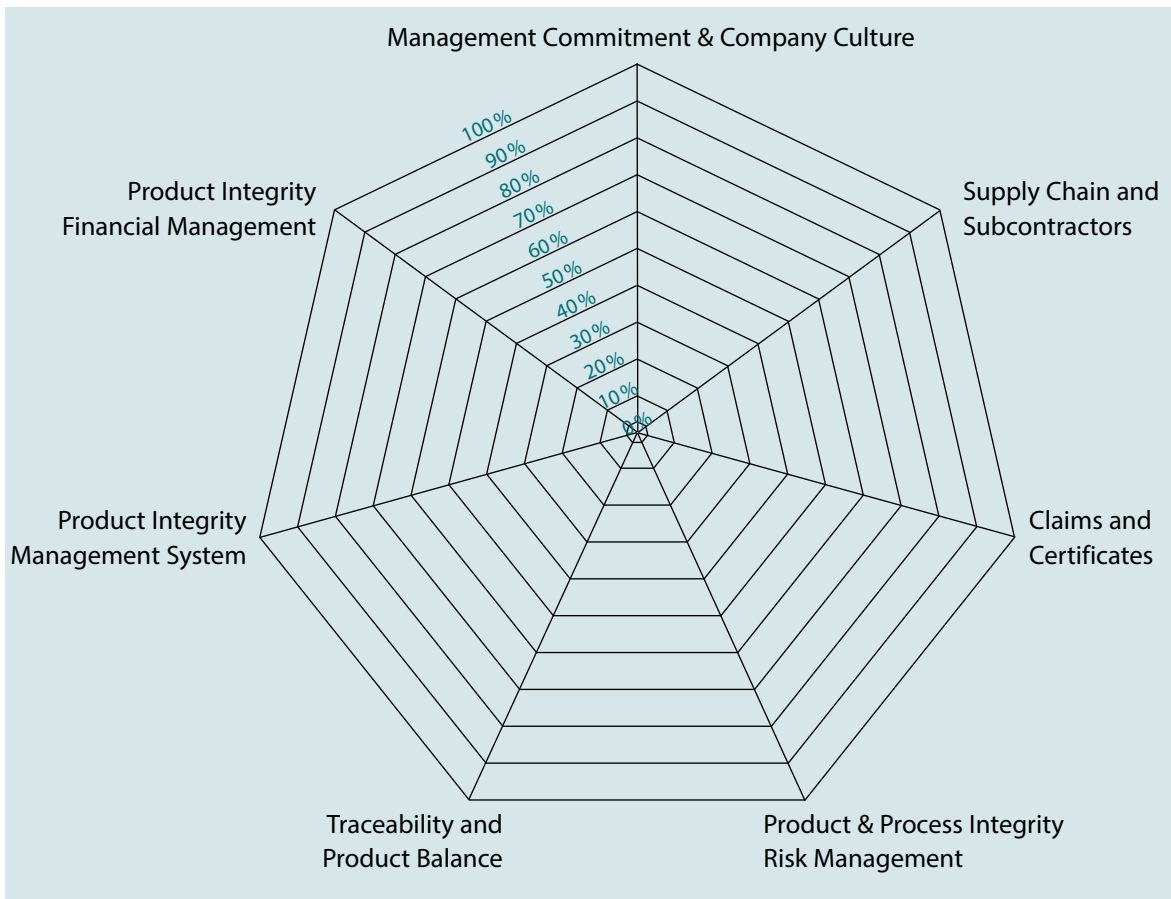 Management Commitment & Company Culture
100%
90%
80%
70%
60%
50%
40%
30%
20%
10%
0%
Product Integrity
Financial Management
Supply Chain and
Subcontractors
Product Integrity
Management System
Claims and
Certificates
Traceability and
Product Balance
Product & Process Integrity
Risk Management